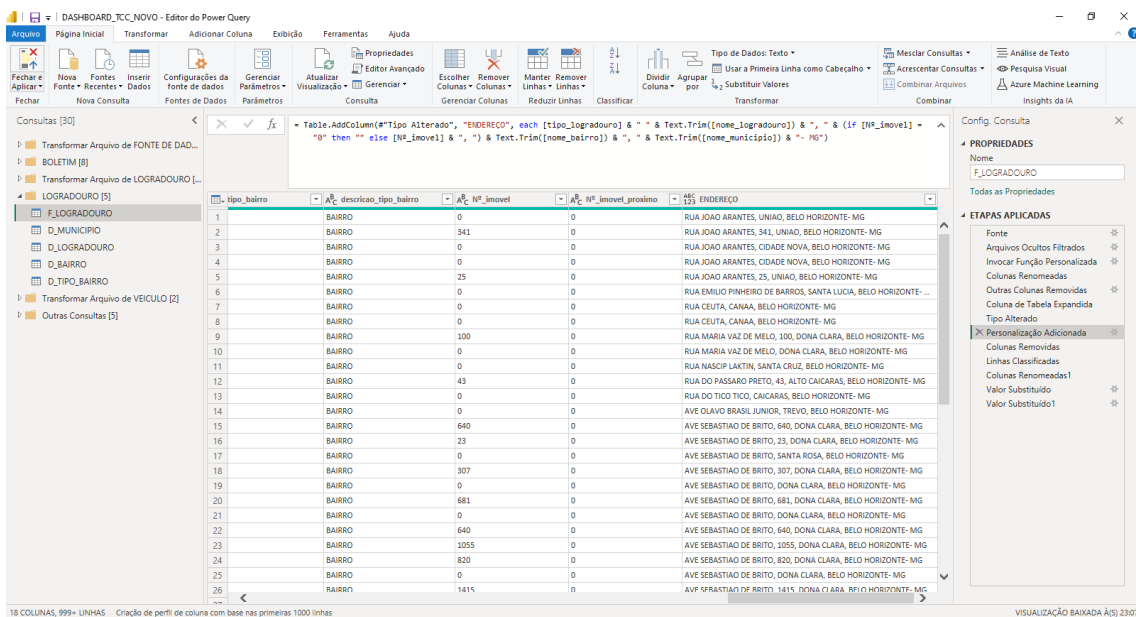 DASHBOARD_TCC_NOVO - Editor do Power Query
Arquivo Página Inicial Transformar Adicionar Coluna Exibição Ferramentas Ajuda
Fechar e Aplicar
Nova Fonte
Fontes Recentes
Inserir Dados
Configurações da fonte de dados
Gerenciar Parâmetros
Atualizar Visualização
Propriedades
Editor Avançado
Gerenciar
Escolher Colunas
Remover Colunas
Manter Linhas
Remover Linhas
Dividir Coluna
Agrupar por
Tipo de Dados: Texto
Usar a Primeira Linha como Cabeçalho
Substituir Valores
Mesclar Consultas
Acrescentar Consultas
Combinar Arquivos
Análise de Texto
Pesquisa Visual
Azure Machine Learning
Fechar Nova Consulta Fontes de Dados Parâmetros Consulta Gerenciar Colunas Reduzir Linhas Classificar Transformar Combinar Insights da IA
Consultas [30]
Transformar Arquivo de FONTE DE DAD...
BOLETIM [8]
Transformar Arquivo de LOGRADOURO [...
LOGRADOURO [5]
F_LOGRADOURO
D_MUNICIPIO
D_LOGRADOURO
D_BAIRRO
D_TIPO_BAIRRO
Transformar Arquivo de VEICULO [2]
Outras Consultas [5]
fx
= Table.AddColumn(#"Tipo Alterado", "ENDEREÇO", each [tipo_logradouro] & " " & Text.Trim([nome_logradouro]) & ", " & (if [Nº_imovel] =
"0" then "" else [Nº_imovel] & ", ") & Text.Trim([nome_bairro]) & ", " & Text.Trim([nome_municipio]) & "- MG")
tipo_bairro descricao_tipo_bairro Nº_imovel Nº_imovel_proximo ENDEREÇO
1 BAIRRO 0 0 RUA JOAO ARANTES, UNIAO, BELO HORIZONTE- MG
2 BAIRRO 341 0 RUA JOAO ARANTES, 341, UNIAO, BELO HORIZONTE- MG
3 BAIRRO 0 0 RUA JOAO ARANTES, CIDADE NOVA, BELO HORIZONTE- MG
4 BAIRRO 0 0 RUA JOAO ARANTES, CIDADE NOVA, BELO HORIZONTE- MG
5 BAIRRO 25 0 RUA JOAO ARANTES, 25, UNIAO, BELO HORIZONTE- MG
6 BAIRRO 0 0 RUA EMILIO PINHEIRO DE BARROS, SANTA LUCIA, BELO HORIZONTE- ...
7 BAIRRO 0 0 RUA CEUTA, CANAA, BELO HORIZONTE- MG
8 BAIRRO 0 0 RUA CEUTA, CANAA, BELO HORIZONTE- MG
9 BAIRRO 100 0 RUA MARIA VAZ DE MELO, 100, DONA CLARA, BELO HORIZONTE- MG
10 BAIRRO 0 0 RUA MARIA VAZ DE MELO, DONA CLARA, BELO HORIZONTE- MG
11 BAIRRO 0 0 RUA NASCIP LAKTIN, SANTA CRUZ, BELO HORIZONTE- MG
12 BAIRRO 43 0 RUA DO PASSARO PRETO, 43, ALTO CAICARAS, BELO HORIZONTE- MG
13 BAIRRO 0 0 RUA DO TICO TICO, CAICARAS, BELO HORIZONTE- MG
14 BAIRRO 0 0 AVE OLAVO BRASIL JUNIOR, TREVO, BELO HORIZONTE- MG
15 BAIRRO 640 0 AVE SEBASTIAO DE BRITO, 640, DONA CLARA, BELO HORIZONTE- MG
16 BAIRRO 23 0 AVE SEBASTIAO DE BRITO, 23, DONA CLARA, BELO HORIZONTE- MG
17 BAIRRO 0 0 AVE SEBASTIAO DE BRITO, SANTA ROSA, BELO HORIZONTE- MG
18 BAIRRO 307 0 AVE SEBASTIAO DE BRITO, 307, DONA CLARA, BELO HORIZONTE- MG
19 BAIRRO 0 0 AVE SEBASTIAO DE BRITO, DONA CLARA, BELO HORIZONTE- MG
20 BAIRRO 681 0 AVE SEBASTIAO DE BRITO, 681, DONA CLARA, BELO HORIZONTE- MG
21 BAIRRO 0 0 AVE SEBASTIAO DE BRITO, DONA CLARA, BELO HORIZONTE- MG
22 BAIRRO 640 0 AVE SEBASTIAO DE BRITO, 640, DONA CLARA, BELO HORIZONTE- MG
23 BAIRRO 1055 0 AVE SEBASTIAO DE BRITO, 1055, DONA CLARA, BELO HORIZONTE- MG
24 BAIRRO 820 0 AVE SEBASTIAO DE BRITO, 820, DONA CLARA, BELO HORIZONTE- MG
25 BAIRRO 0 0 AVE SEBASTIAO DE BRITO, DONA CLARA, BELO HORIZONTE- MG
26 BAIRRO 1415 0 AVE SEBASTIAO DE BRITO, 1415, DONA CLARA, BELO HORIZONTE- MG
Config. Consulta
PROPRIEDADES
Nome
F_LOGRADOURO
Todas as Propriedades
ETAPAS APLICADAS
Fonte
Arquivos Ocultos Filtrados
Invocar Função Personalizada
Colunas Renomeadas
Outras Colunas Removidas
Coluna de Tabela Expandida
Tipo Alterado
Personalização Adicionada
Colunas Removidas
Linhas Classificadas
Colunas Renomeadas1
Valor Substituído
Valor Substituído1
18 COLUNAS, 999+ LINHAS Criação de perfil de coluna com base nas primeiras 1000 linhas
VISUALIZAÇÃO BAIXADA À(S) 23:07